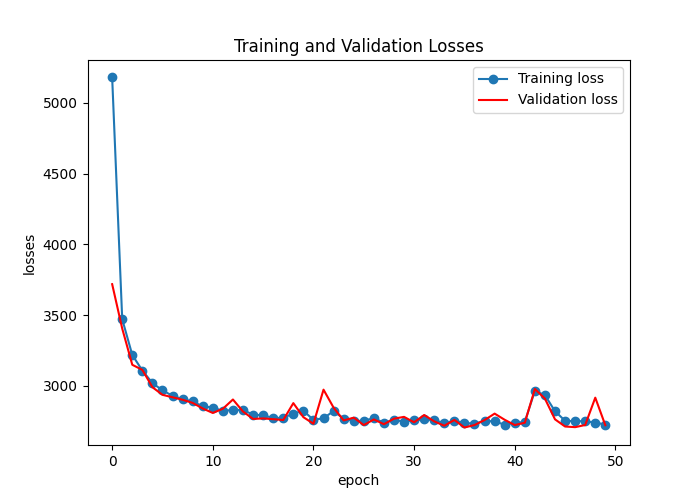 Training and Validation Losses
Training loss
Validation loss
losses
5000
4500
4000
3500
3000
0 10 20 30 40 50
epoch